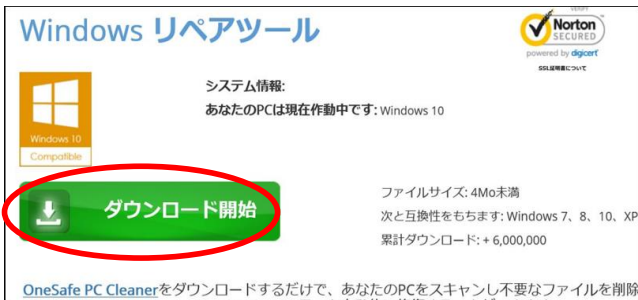 Windows リペアツール
VERIFY
Norton
SECURED
powered by digicert
SSL証明書について
システム情報:
あなたのPCは現在作動中です: Windows 10
Windows 10
Compatible
ダウンロード開始
ファイルサイズ: 4Mo未満
次と互換性をもちます: Windows 7、8、10、XP
累計ダウンロード: + 6,000,000
OneSafe PC Cleanerをダウンロードするだけで、あなたのPCをスキャンし不要なファイルを削除